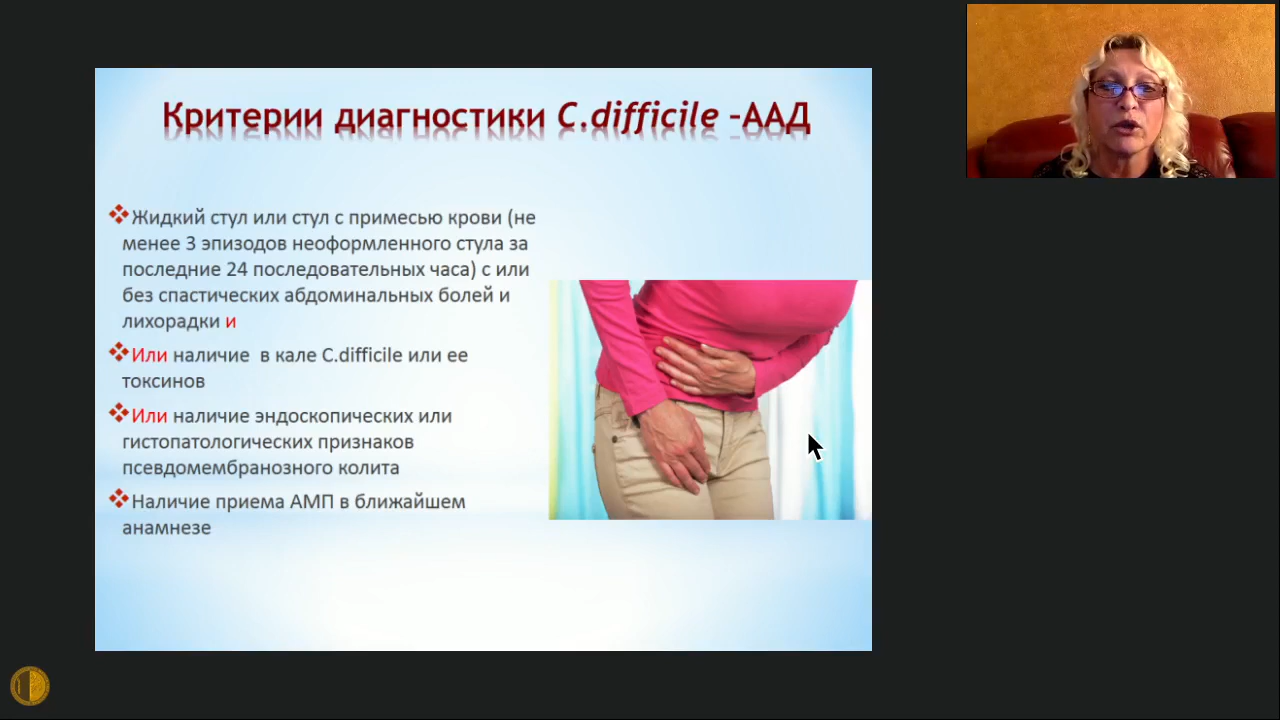 Критерии диагностики C.difficile –ААД
Жидкий стул или стул с примесью крови (не
менее 3 эпизодов неоформленного стула за
последние 24 последовательных часа) с или
без спастических абдоминальных болей и
лихорадки и
Или наличие в кале C.difficile или ее
токсинов
Или наличие эндоскопических или
гистопатологических признаков
псевдомембранозного колита
Наличие приема АМП в ближайшем
анамнезе